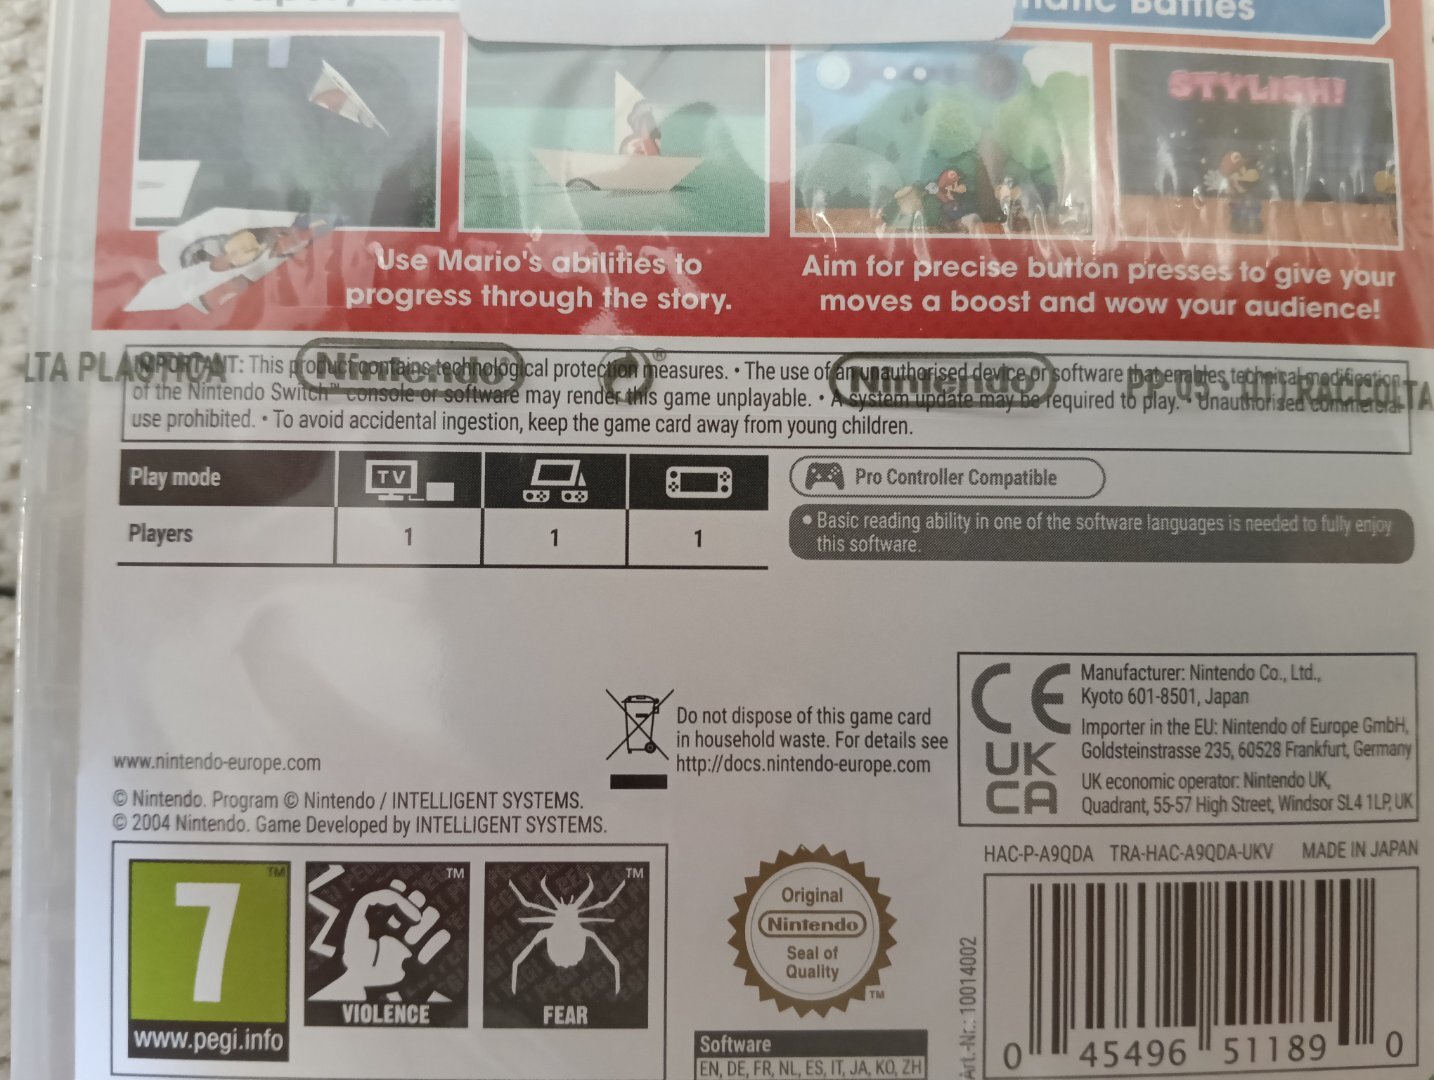 Battles
STYLISH!
Use Mario's abilities to
progress through the story.
Aim for precise button presses to give your
moves a boost and wow your audience!
LTA PLASTICA
Nintendo
®
Nintendo
RACCOLTA
IMPORTANT: This product contains technological protection measures. • The use of an unauthorised device or software that enables technical modification
of the Nintendo Switch™ console or software may render this game unplayable. • A system update may be required to play. • Unauthorised commercial
use prohibited. • To avoid accidental ingestion, keep the game card away from young children.
Play mode
TV
Players
1
1
1
Pro Controller Compatible
• Basic reading ability in one of the software languages is needed to fully enjoy
this software.
Do not dispose of this game card
in household waste. For details see
http://docs.nintendo-europe.com
www.nintendo-europe.com
© Nintendo. Program © Nintendo / INTELLIGENT SYSTEMS.
© 2004 Nintendo. Game Developed by INTELLIGENT SYSTEMS.
CE
UK
CA
Manufacturer: Nintendo Co., Ltd.,
Kyoto 601-8501, Japan
Importer in the EU: Nintendo of Europe GmbH,
Goldsteinstrasse 235, 60528 Frankfurt, Germany
UK economic operator: Nintendo UK,
Quadrant, 55-57 High Street, Windsor SL4 1LP, UK
HAC-P-A9QDA TRA-HAC-A9QDA-UKV MADE IN JAPAN
7
TM
www.pegi.info
TM
VIOLENCE
TM
FEAR
Original
Nintendo
Seal of
Quality
TM
Software
EN, DE, FR, NL, ES, IT, JA, KO, ZH
Art.-Nr.: 10014002
0 45496 51189 0